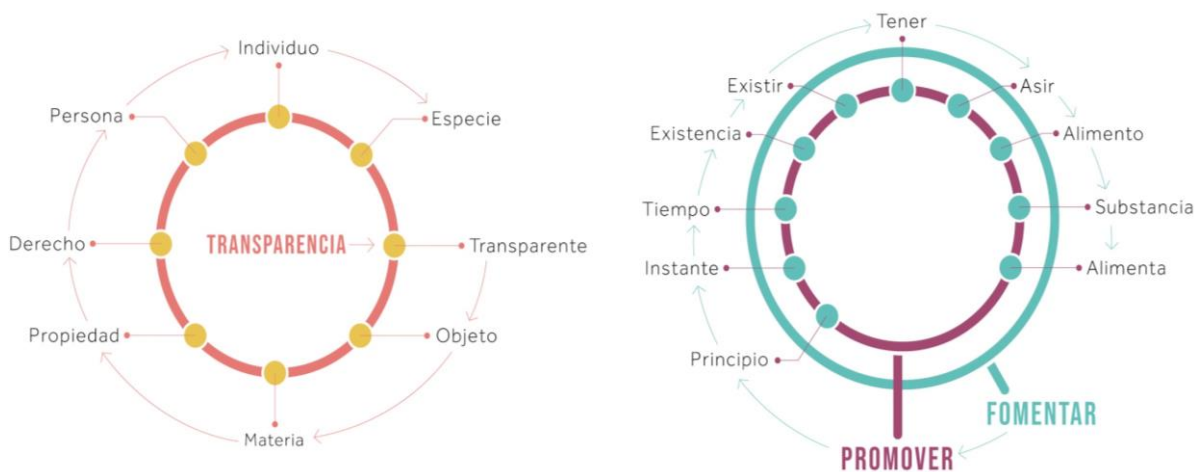 Individuo
Persona
Especie
Derecho
TRANSPARENCIA
Transparente
Propiedad
Objeto
Materia
Tener
Existir
Asir
Existencia
Alimento
Tiempo
Substancia
Instante
Alimenta
Principio
FOMENTAR
PROMOVER